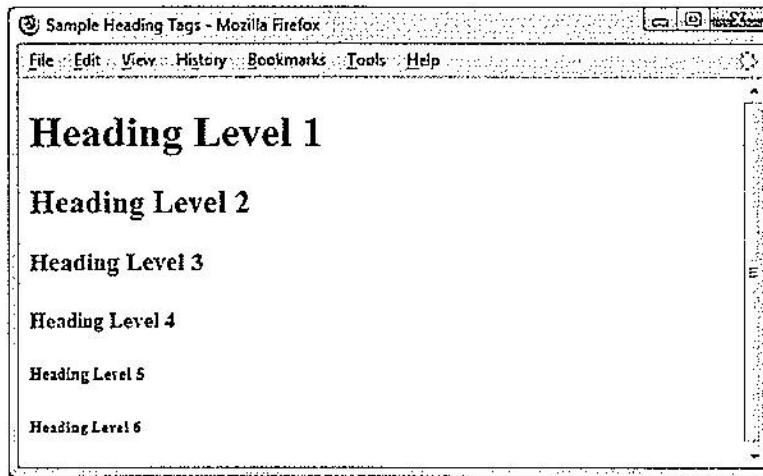 Sample Heading Tags - Mozilla Firefox
File Edit View History Bookmarks Tools Help
Heading Level 1
Heading Level 2
Heading Level 3
Heading Level 4
Heading Level 5
Heading Level 6